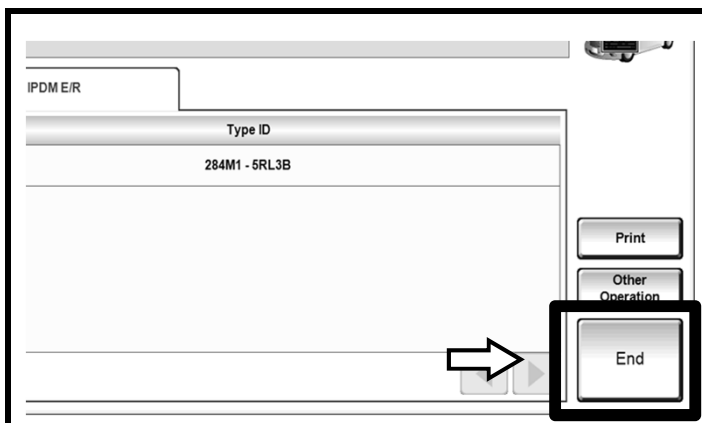 IPDM E/R
Type ID
284M1 - 5RL3B
Print
Other
Operation
End